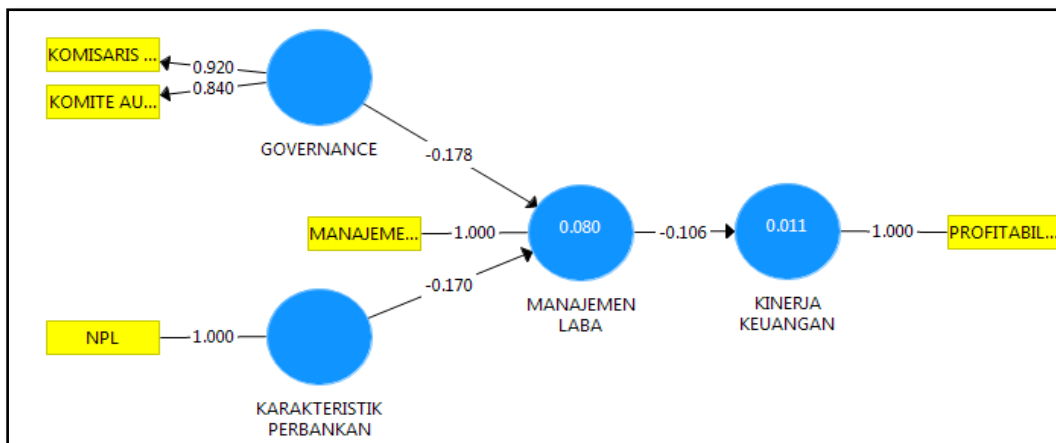 KOMISARIS ...
0.920
KOMITE AU...
0.840
GOVERNANCE
-0.178
MANAJEME...
1.000
0.080
-0.106
0.011
1.000
PROFITABIL...
-0.170
MANAJEMEN
LABA
KINERJA
KEUANGAN
NPL
1.000
KARAKTERISTIK
PERBANKAN